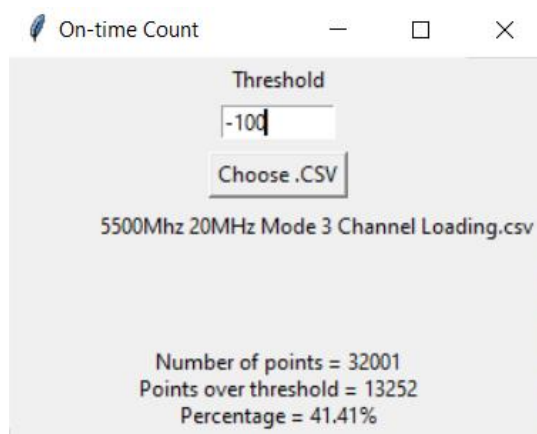 On-time Count
Threshold
-100
Choose .CSV
5500Mhz 20MHz Mode 3 Channel Loading.csv
Number of points = 32001
Points over threshold = 13252
Percentage = 41.41%